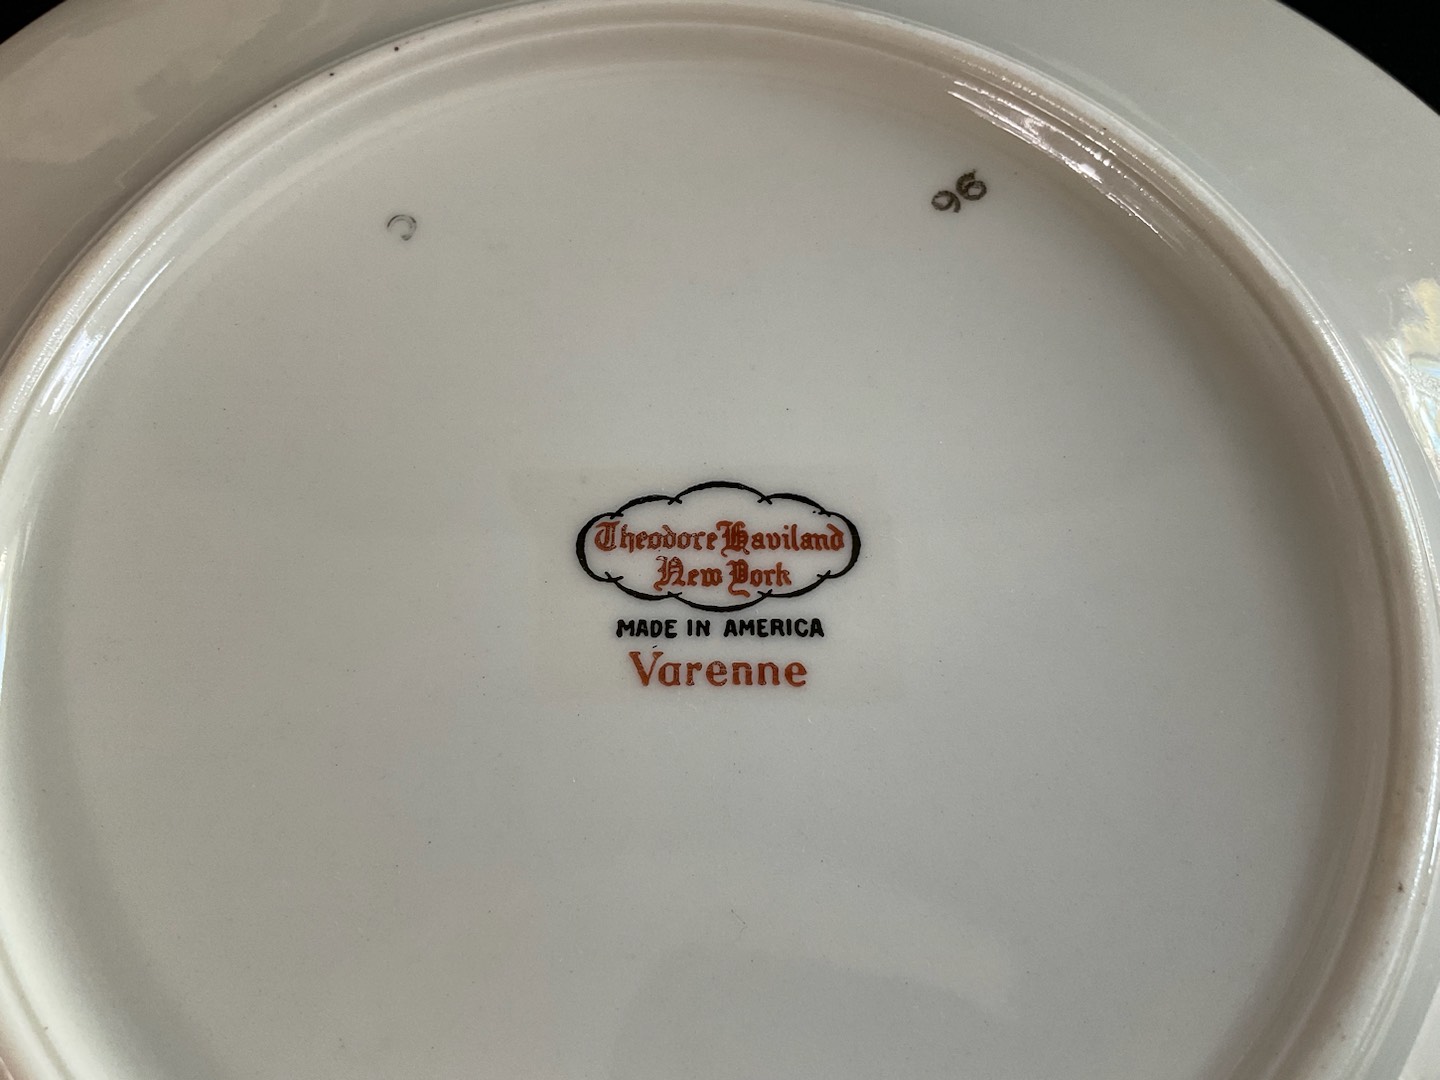 C
96
Theodore Haviland
New York
MADE IN AMERICA
Varenne